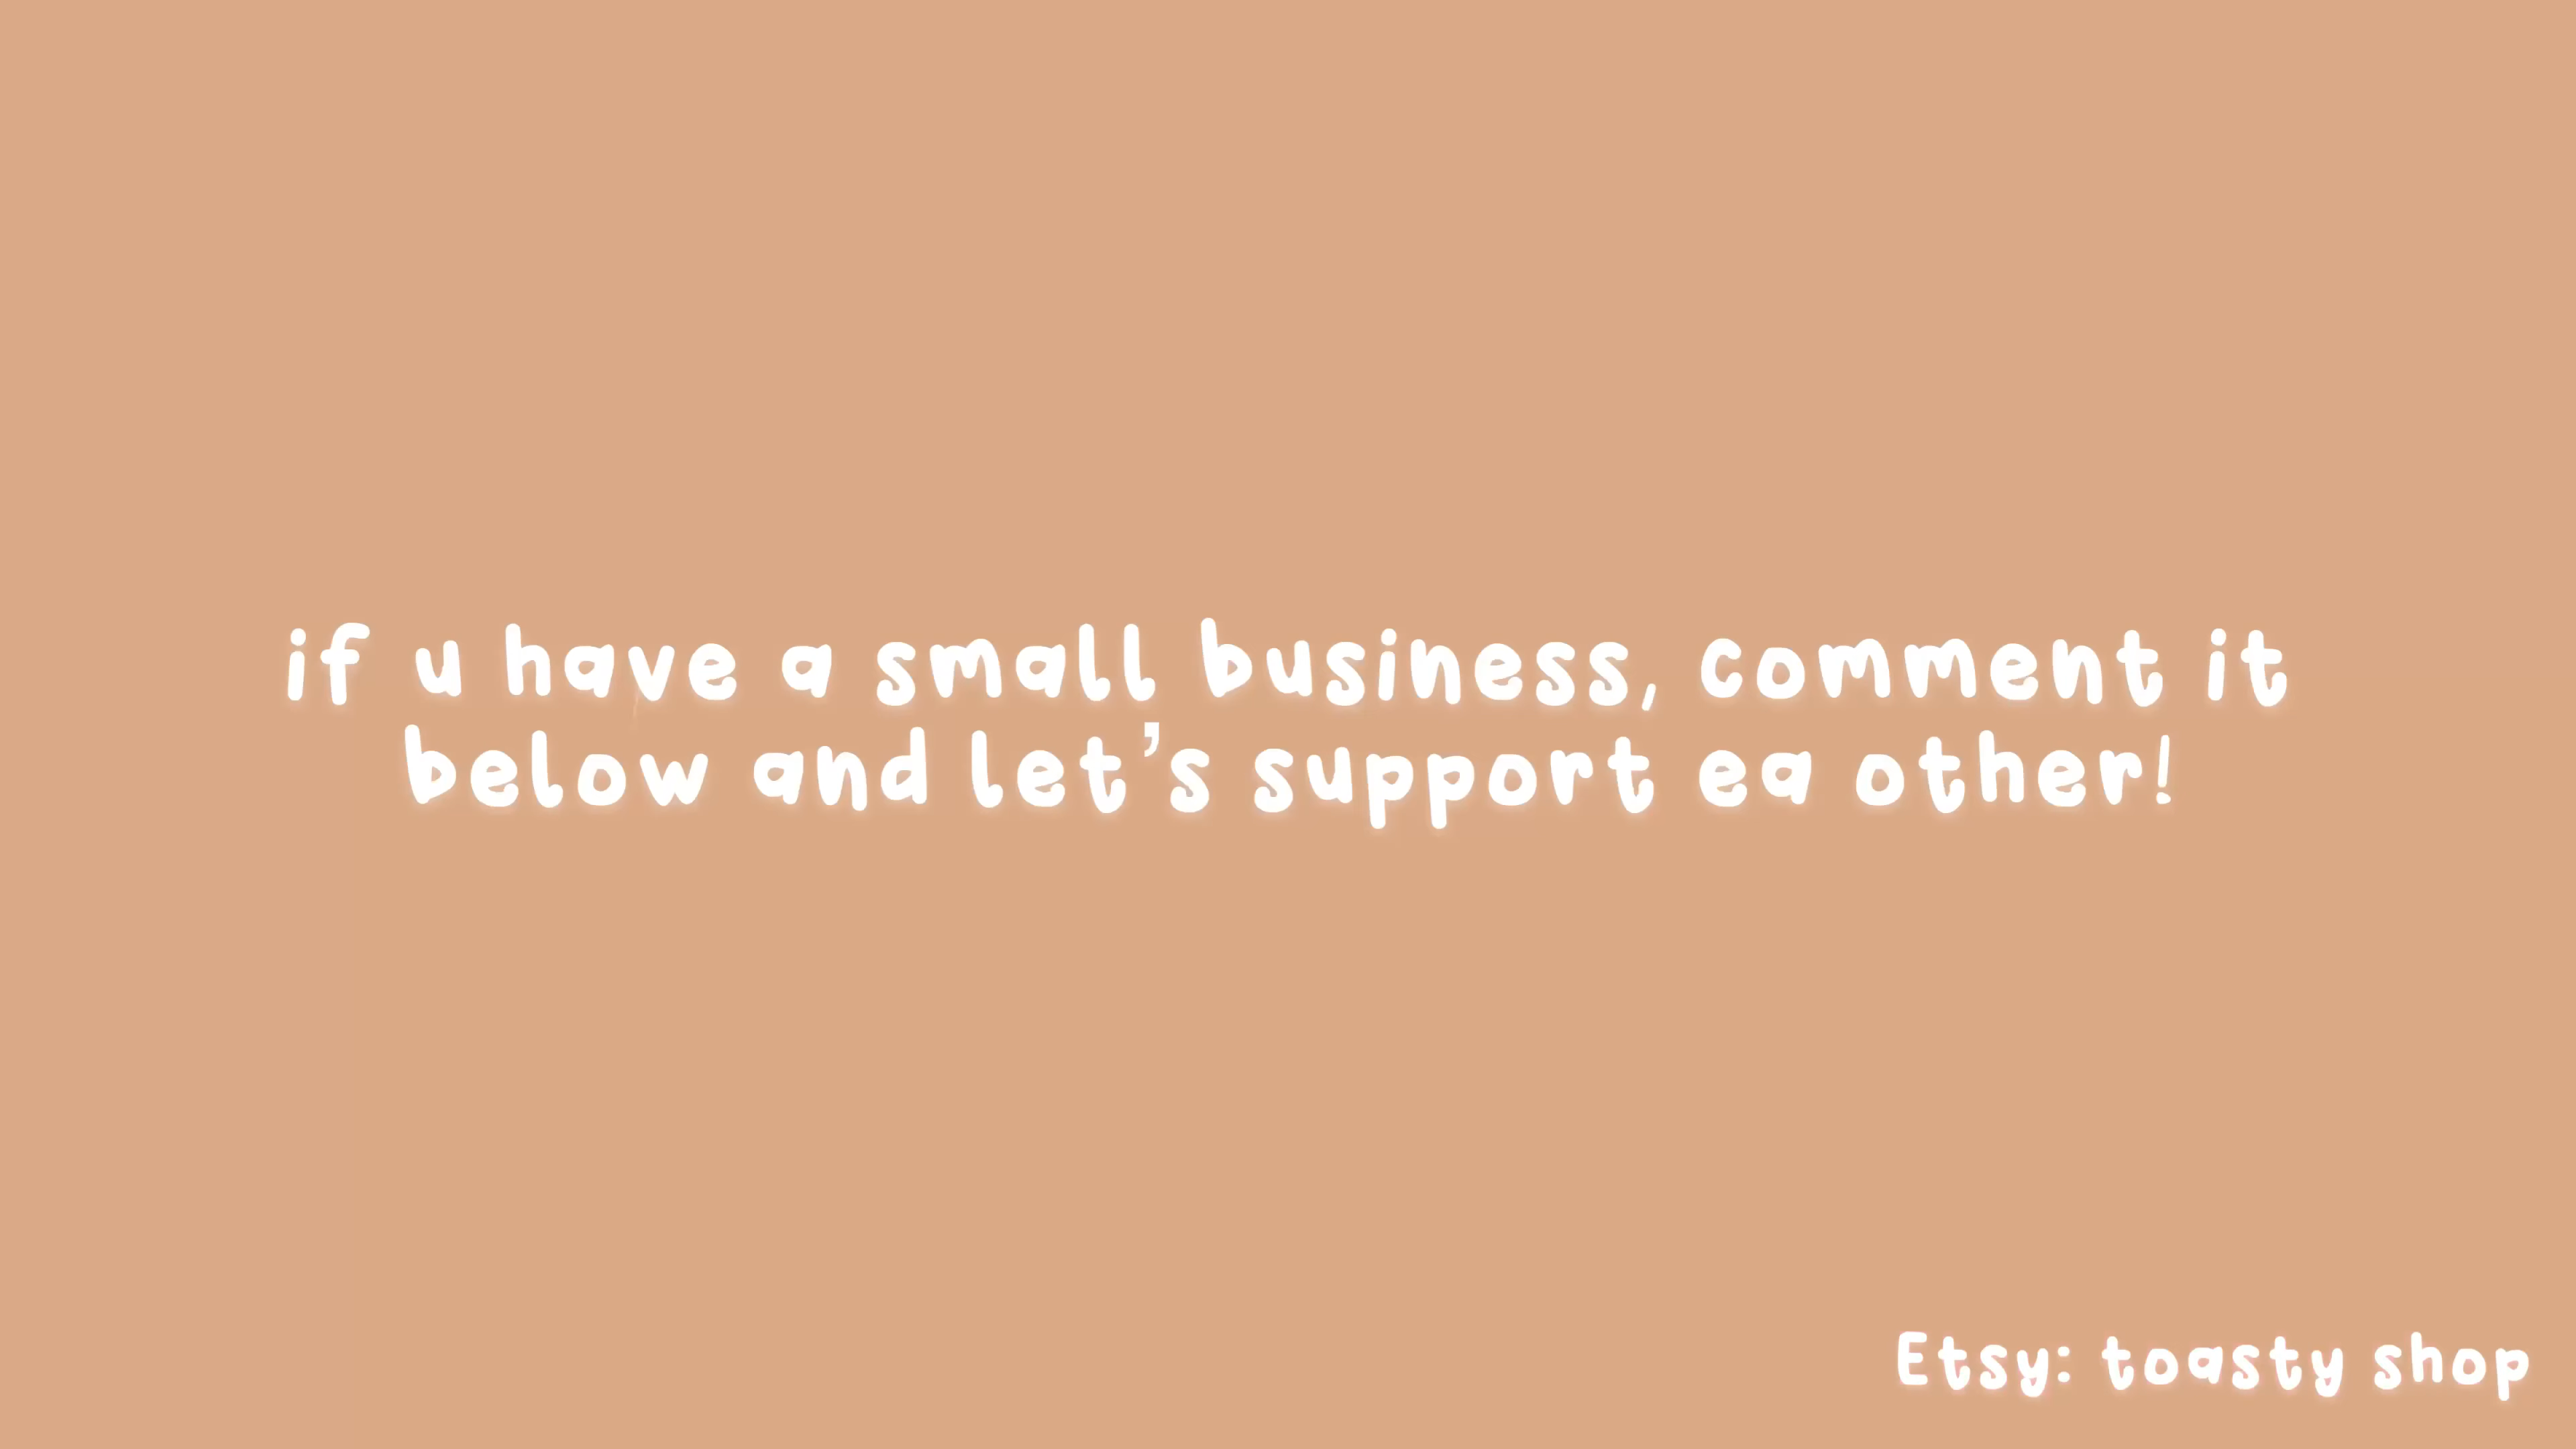 if u have a small business, comment it
below and let's support ea other!
Etsy: toasty shop